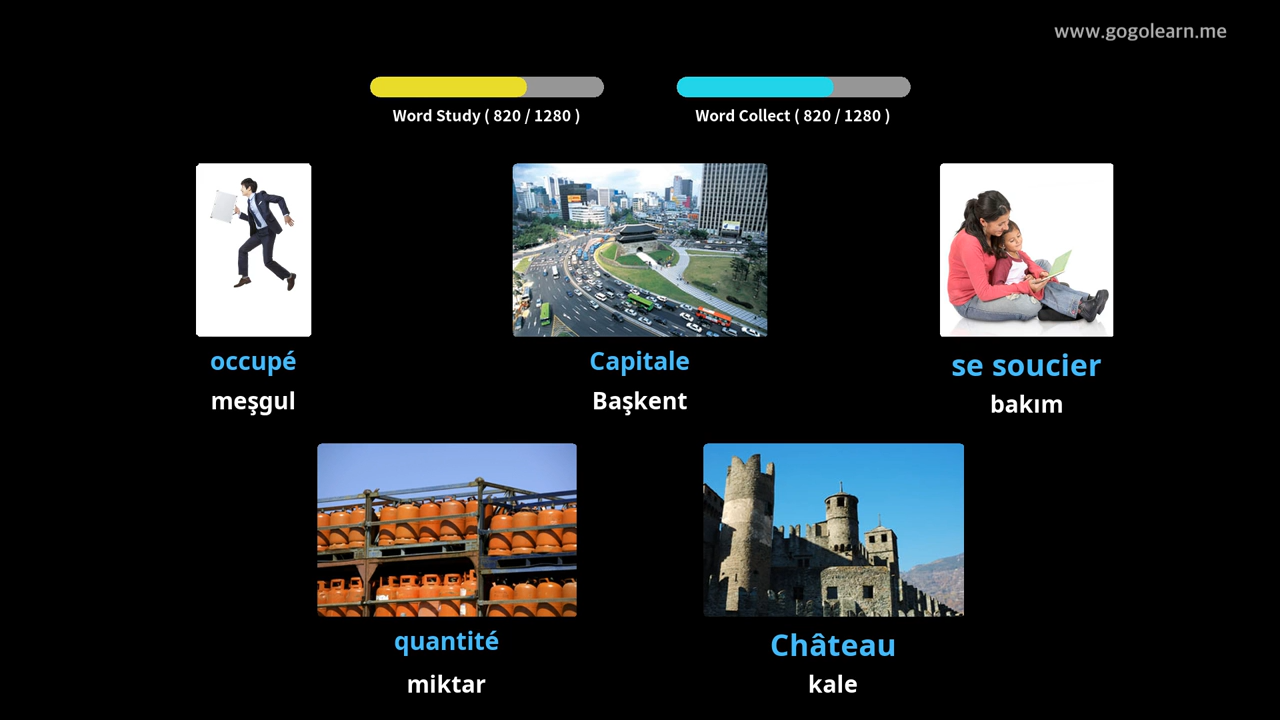 www.gogolearn.me
Word Study ( 820 / 1280 )
Word Collect ( 820 / 1280 )
occupé
meşgul
Capitale
Başkent
se soucier
bakım
quantité
miktar
Château
kale